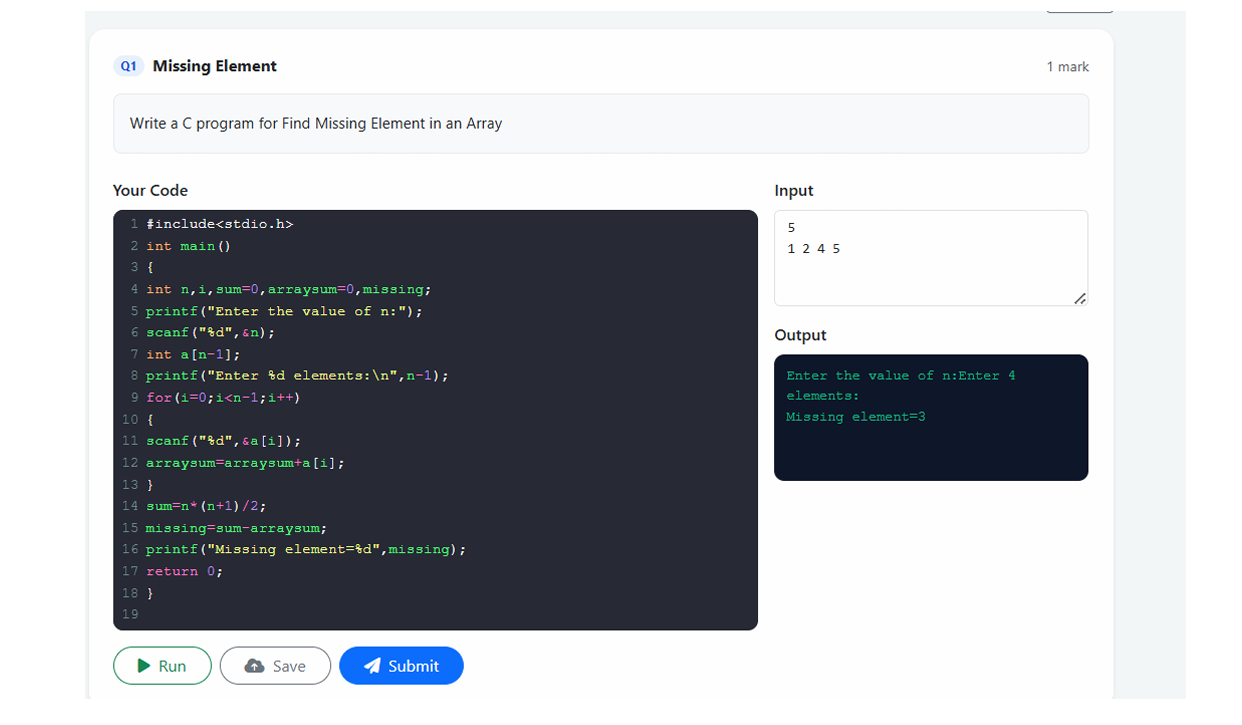 Q1 Missing Element
1 mark
Write a C program for Find Missing Element in an Array
Your Code
1 #include<stdio.h>
2 int main()
3 {
4 int n,i,sum=0,arraysum=0,missing;
5 printf("Enter the value of n:");
6 scanf("%d",&n);
7 int a[n-1];
8 printf("Enter %d elements:\n",n-1);
9 for(i=0;i<n-1;i++)
10 {
11 scanf("%d",&a[i]);
12 arraysum=arraysum+a[i];
13 }
14 sum=n*(n+1)/2;
15 missing=sum-arraysum;
16 printf("Missing element=%d",missing);
17 return 0;
18 }
19
Input
5
1 2 4 5
Output
Enter the value of n:Enter 4
elements:
Missing element=3
Run
Save
Submit